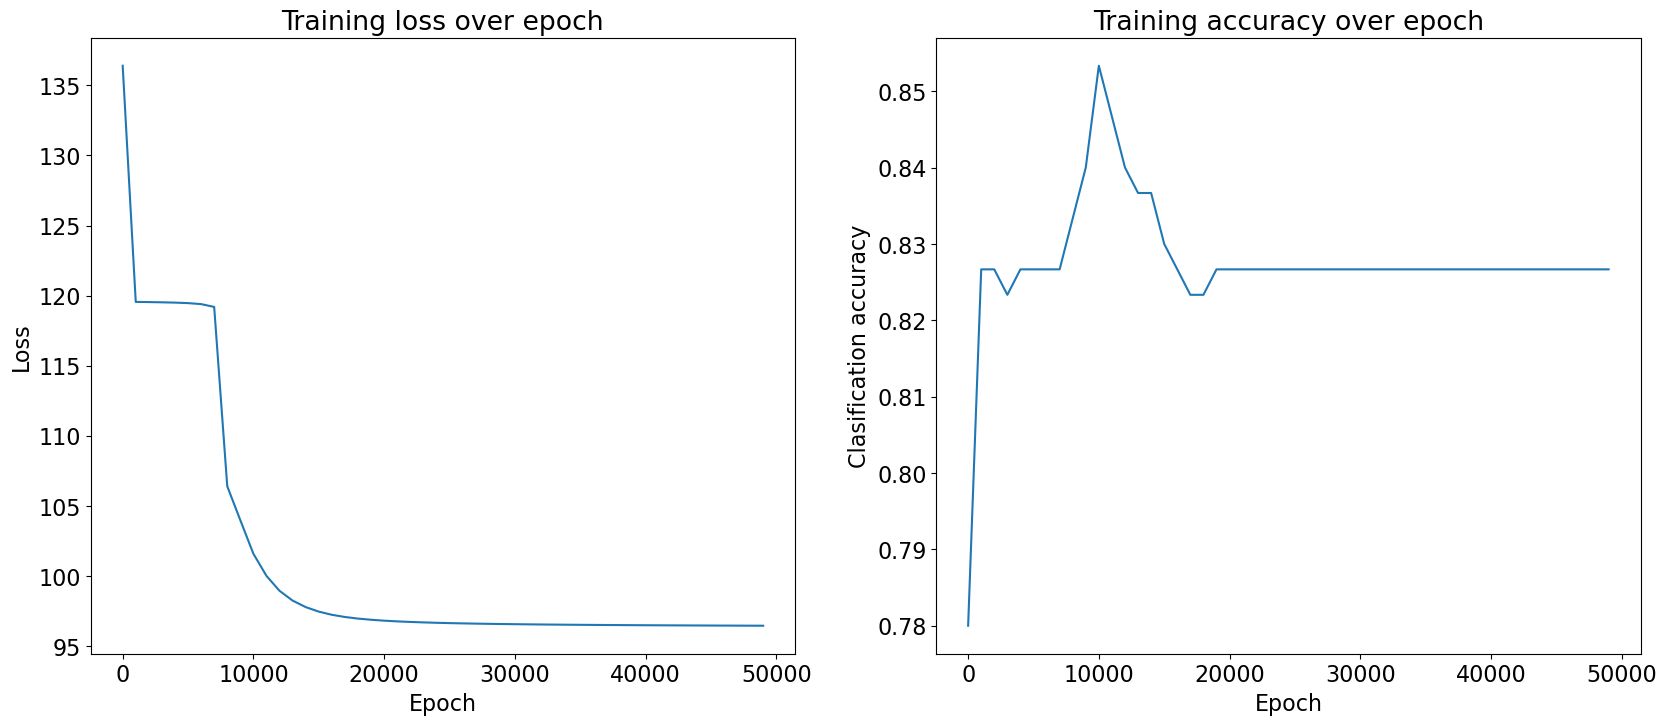 Training loss over epoch
135
130
125
120
115
110
105
100
95
Loss
0 10000 20000 30000 40000 50000
Epoch
Training accuracy over epoch
0.85
0.84
0.83
0.82
0.81
0.80
0.79
0.78
Clasification accuracy
0 10000 20000 30000 40000 50000
Epoch